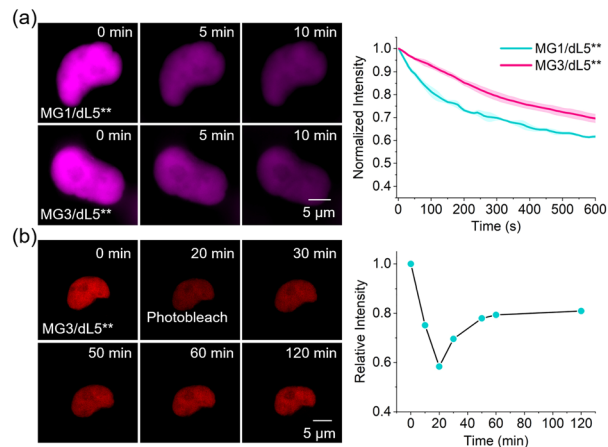 (a)
0 min
5 min
10 min
MG1/dL5**
0 min
5 min
10 min
MG3/dL5**
5 µm
MG1/dL5**
MG3/dL5**
Normalized Intensity
1.0
0.9
0.8
0.7
0.6
0.5
0.4
0 100 200 300 400 500 600
Time (s)
(b)
0 min
20 min
30 min
MG3/dL5**
Photobleach
50 min
60 min
120 min
5 µm
Relative Intensity
1.0
0.8
0.6
0.4
0 20 40 60 80 100 120
Time (min)